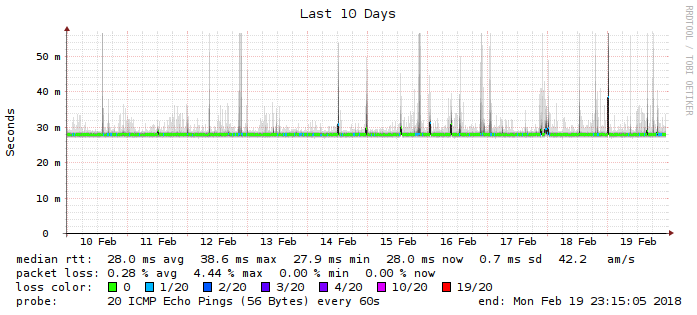 Last 10 Days
RRDTOOL / TOBI OETIKER
Seconds
50 m
40 m
30 m
20 m
10 m
0
10 Feb 11 Feb 12 Feb 13 Feb 14 Feb 15 Feb 16 Feb 17 Feb 18 Feb 19 Feb
median rtt: 28.0 ms avg 38.6 ms max 27.9 ms min 28.0 ms now 0.7 ms sd 42.2 am/s
packet loss: 0.28 % avg 4.44 % max 0.00 % min 0.00 % now
loss color: 0 1/20 2/20 3/20 4/20 10/20 19/20
probe: 20 ICMP Echo Pings (56 Bytes) every 60s end: Mon Feb 19 23:15:05 2018